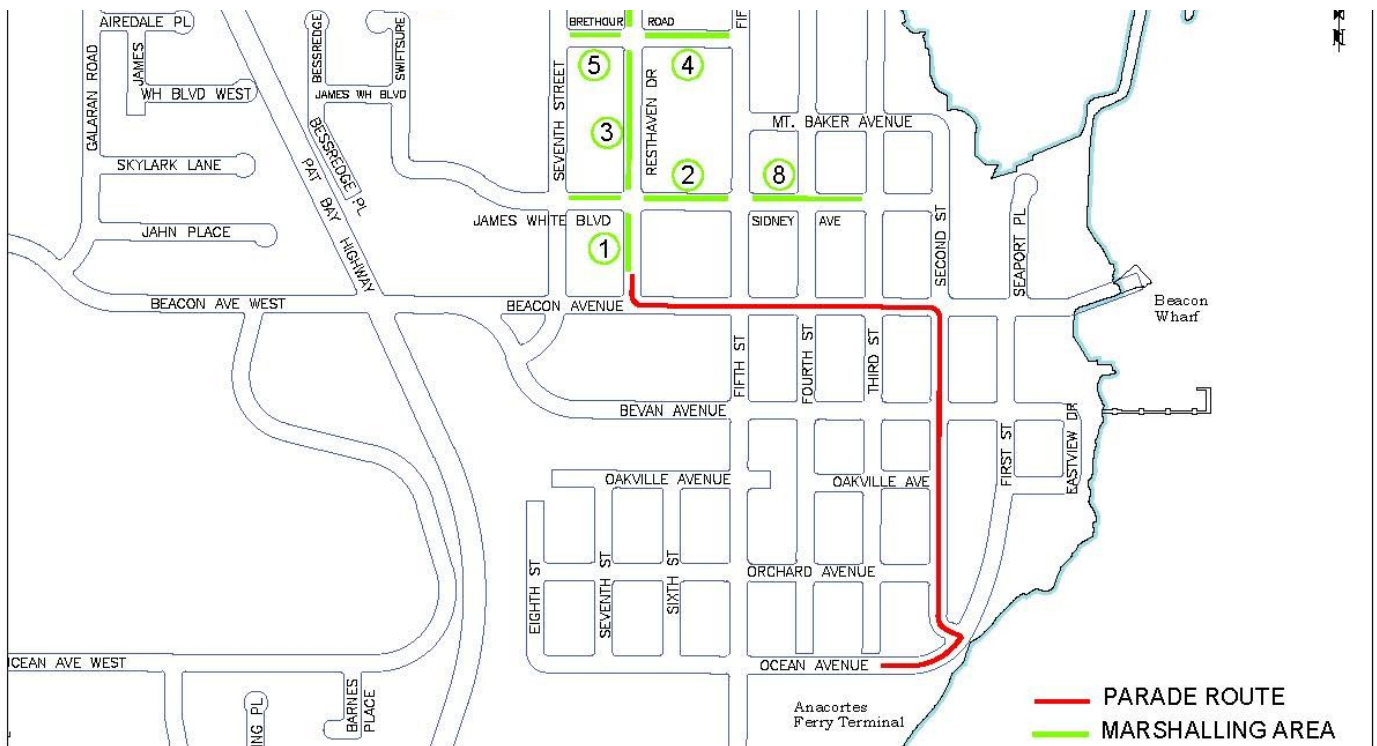 AIREDALE PL
BRETHOUR
ROAD
BESSREDGE
SWIFTSURE
JAMES
GALARAN ROAD
WH BLVD WEST
JAMES WH BLVD
SEVENTH STREET
5
4
RESTHAVEN DR
3
MT. BAKER AVENUE
SKYLARK LANE
BESSREDGE PL
PAT BAY HIGHWAY
2
8
JAMES WHITE BLVD
SIDNEY AVE
JAHN PLACE
1
SECOND ST
SEAPORT PL
BEACON AVE WEST
BEACON AVENUE
Beacon
Wharf
FIFTH ST
FOURTH ST
THIRD ST
BEVAN AVENUE
FIRST ST
EASTVIEW DR
OAKVILLE AVENUE
OAKVILLE AVE
EIGHTH ST
SEVENTH ST
SIXTH ST
ORCHARD AVENUE
OCEAN AVENUE
CEAN AVE WEST
BARNES
PLACE
NG PL
Anacortes
Ferry Terminal
PARADE ROUTE
MARSHALLING AREA